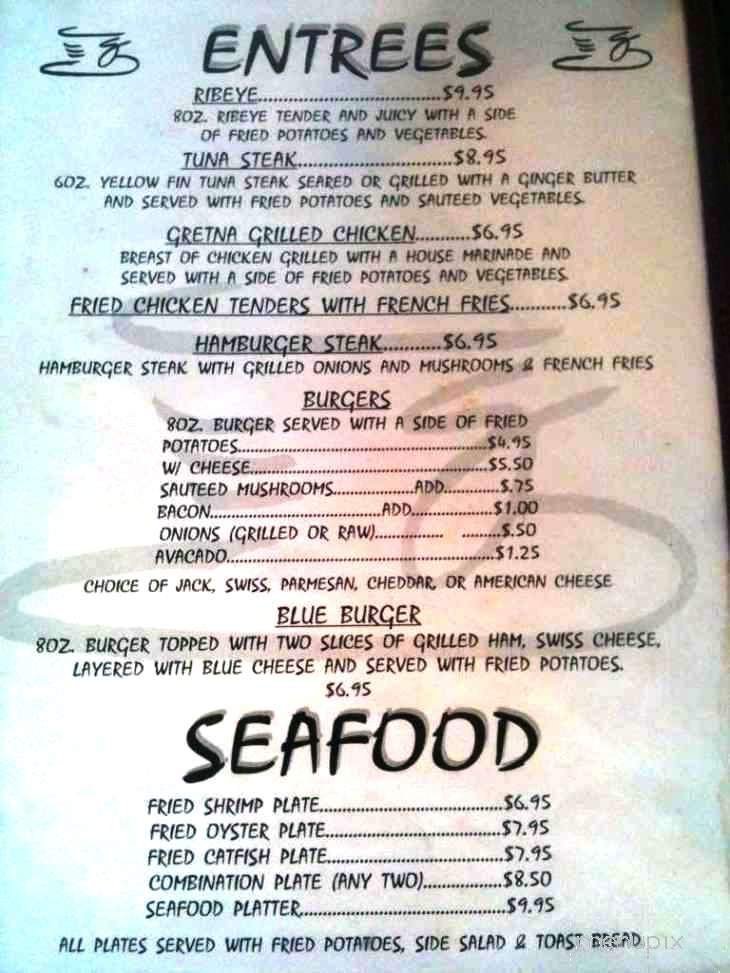 ENTREES
RIBEYE........................................$9.95
8OZ. RIBEYE TENDER AND JUICY WITH A SIDE
OF FRIED POTATOES AND VEGETABLES.
TUNA STEAK.................................$8.95
6OZ. YELLOW FIN TUNA STEAK SEARED OR GRILLED WITH A GINGER BUTTER
AND SERVED WITH FRIED POTATOES AND SAUTEED VEGETABLES.
GRETNA GRILLED CHICKEN...........$6.95
BREAST OF CHICKEN GRILLED WITH A HOUSE MARINADE AND
SERVED WITH A SIDE OF FRIED POTATOES AND VEGETABLES.
FRIED CHICKEN TENDERS WITH FRENCH FRIES...........$6.95
HAMBURGER STEAK...........$6.95
HAMBURGER STEAK WITH GRILLED ONIONS AND MUSHROOMS & FRENCH FRIES
BURGERS
8OZ. BURGER SERVED WITH A SIDE OF FRIED
POTATOES......................................................$4.95
W/ CHEESE...................................................$5.50
SAUTEED MUSHROOMS.................ADD............$.75
BACON....................................ADD.................$1.00
ONIONS (GRILLED OR RAW)............... .........$.50
AVACADO.........................................................$1.25
CHOICE OF JACK, SWISS, PARMESAN, CHEDDAR, OR AMERICAN CHEESE
BLUE BURGER
8OZ. BURGER TOPPED WITH TWO SLICES OF GRILLED HAM, SWISS CHEESE,
LAYERED WITH BLUE CHEESE AND SERVED WITH FRIED POTATOES.
$6.95
SEAFOOD
FRIED SHRIMP PLATE.......................................$6.95
FRIED OYSTER PLATE.....................................$7.95
FRIED CATFISH PLATE.....................................$7.95
COMBINATION PLATE (ANY TWO)................$8.50
SEAFOOD PLATTER...........................................$9.95
ALL PLATES SERVED WITH FRIED POTATOES, SIDE SALAD & TOAST BREAD